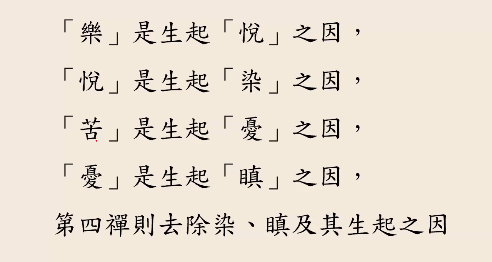 「樂」是生起「悅」之因，
「悅」是生起「染」之因，
「苦」是生起「憂」之因，
「憂」是生起「瞋」之因，
第四禪則去除染、瞋及其生起之因